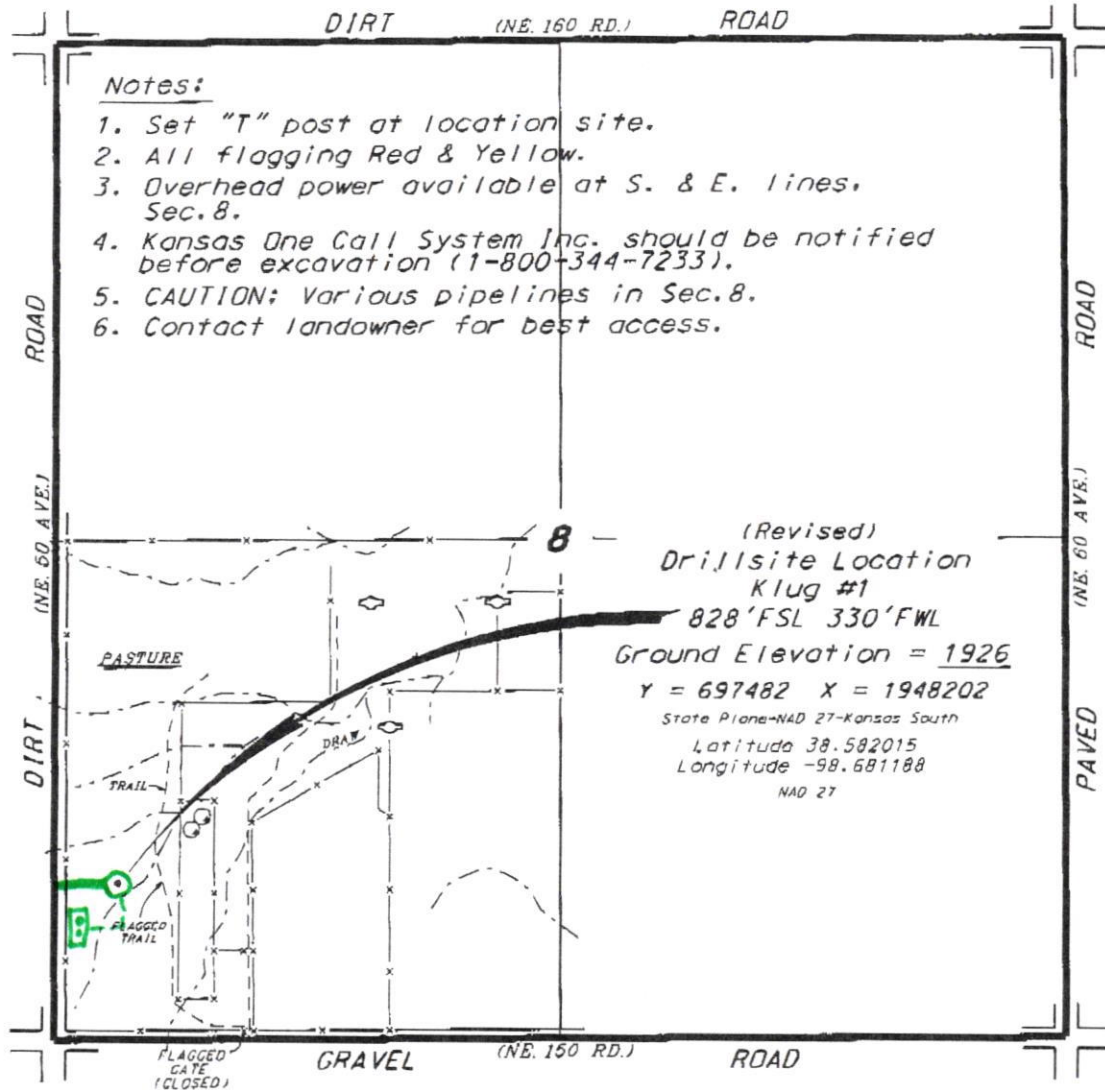 DIRT (NE. 160 RD.) ROAD
Notes:
1. Set "T" post at location site.
2. All flagging Red & Yellow.
3. Overhead power available at S. & E. lines.
Sec.8.
4. Kansas One Call System Inc. should be notified
before excavation (1-800-344-7233).
5. CAUTION: Various pipelines in Sec.8.
6. Contact landowner for best access.
ROAD
(NE. 50 AVE.)
DIRT
ROAD
(NE. 60 AVE.)
PAVED
8
(Revised)
Drillsite Location
Klug #1
828'FSL 330'FWL
Ground Elevation = 1926
Y = 697482 X = 1948202
State Plane-NAD 27-Kansas South
Latitude 38.582015
Longitude -98.681188
NAD 27
PASTURE
DRAW
TRAIL
FLAGGED
TRAIL
FLAGGED
GATE
(CLOSED)
GRAVEL (NE. 150 RD.) ROAD